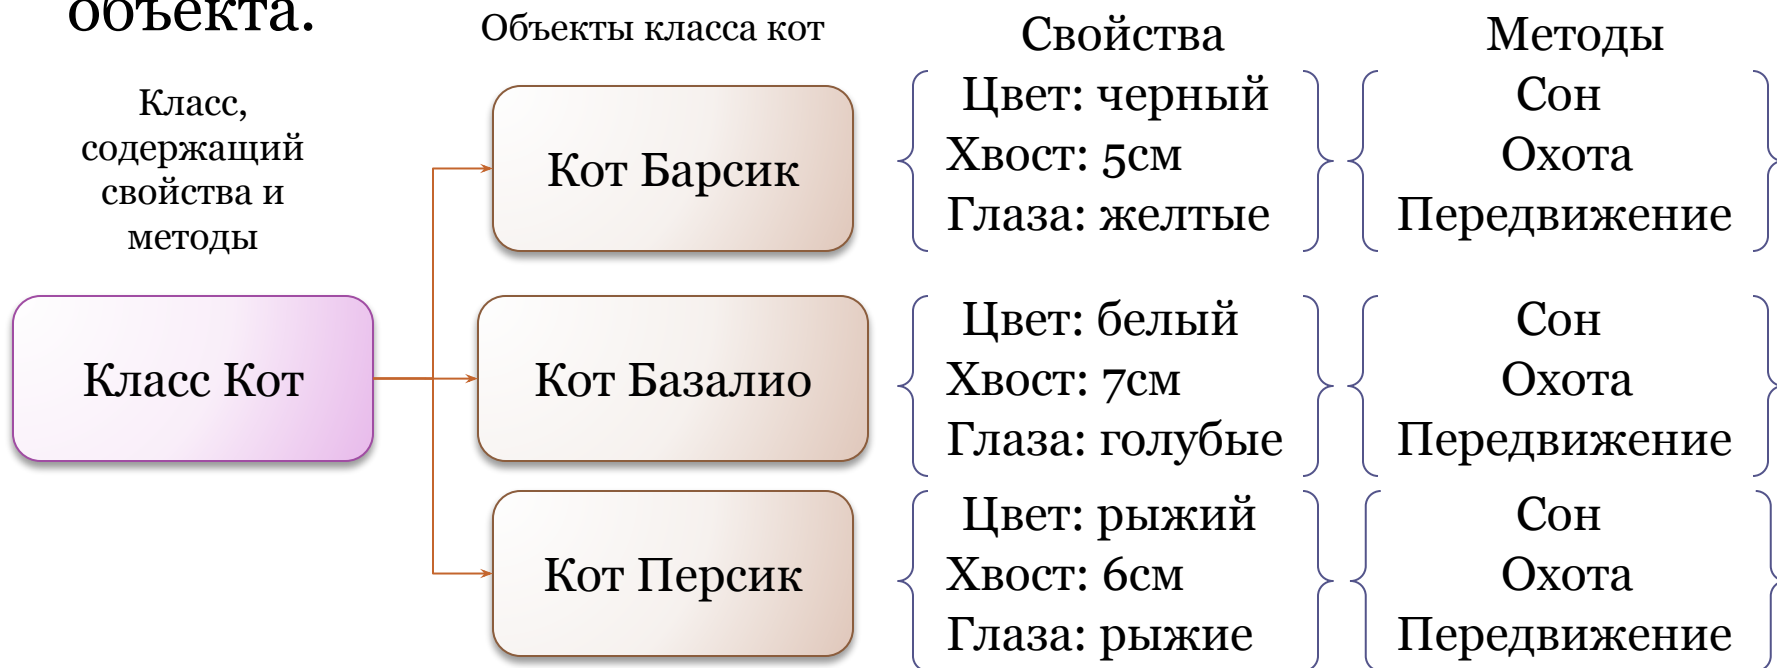 объекта.
Объекты класса кот
Свойства
Методы
Класс,
содержащий
свойства и
методы
Класс Кот
Кот Барсик
Цвет: черный
Хвост: 5см
Глаза: желтые
Сон
Охота
Передвижение
Кот Базалио
Цвет: белый
Хвост: 7см
Глаза: голубые
Сон
Охота
Передвижение
Кот Персик
Цвет: рыжий
Хвост: 6см
Глаза: рыжие
Сон
Охота
Передвижение